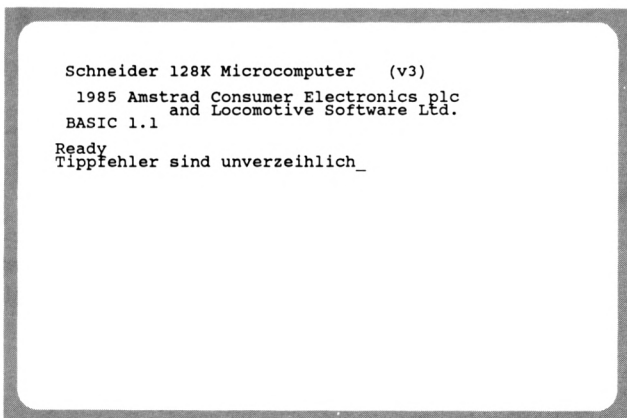 Schneider 128K Microcomputer (v3)
1985 Amstrad Consumer Electronics plc
and Locomotive Software Ltd.
BASIC 1.1
Ready
Tippfehler sind unverzeihlich_